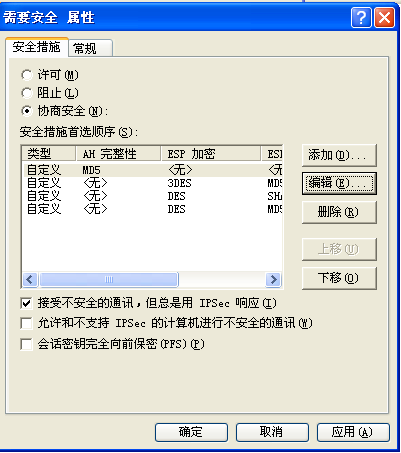 需要安全 属性
安全措施 常规
许可(M)
阻止(L)
协商安全(N):
安全措施首选顺序(S):
类型 AH 完整性 ESP 加密 ESI
自定义 MD5 <无> <无
自定义 <无> 3DES MD5
自定义 <无> DES SHA
自定义 <无> DES MD5
添加(D)...
编辑(E)...
删除(R)
上移(U)
下移(O)
接受不安全的通讯，但总是用 IPSec 响应(I)
允许和不支持 IPSec 的计算机进行不安全的通讯(W)
会话密钥完全向前保密(PFS)(P)
确定 取消 应用(A)